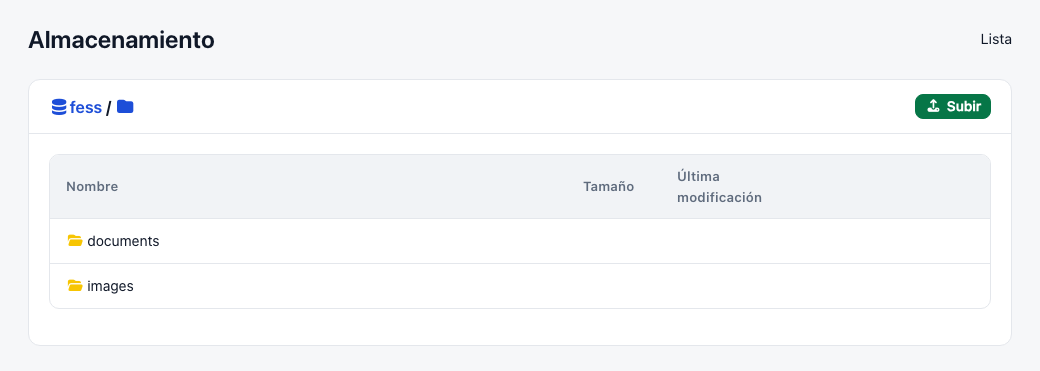 Almacenamiento
Lista
fess /
Subir
Nombre
Tamaño
Última
modificación
documents
images